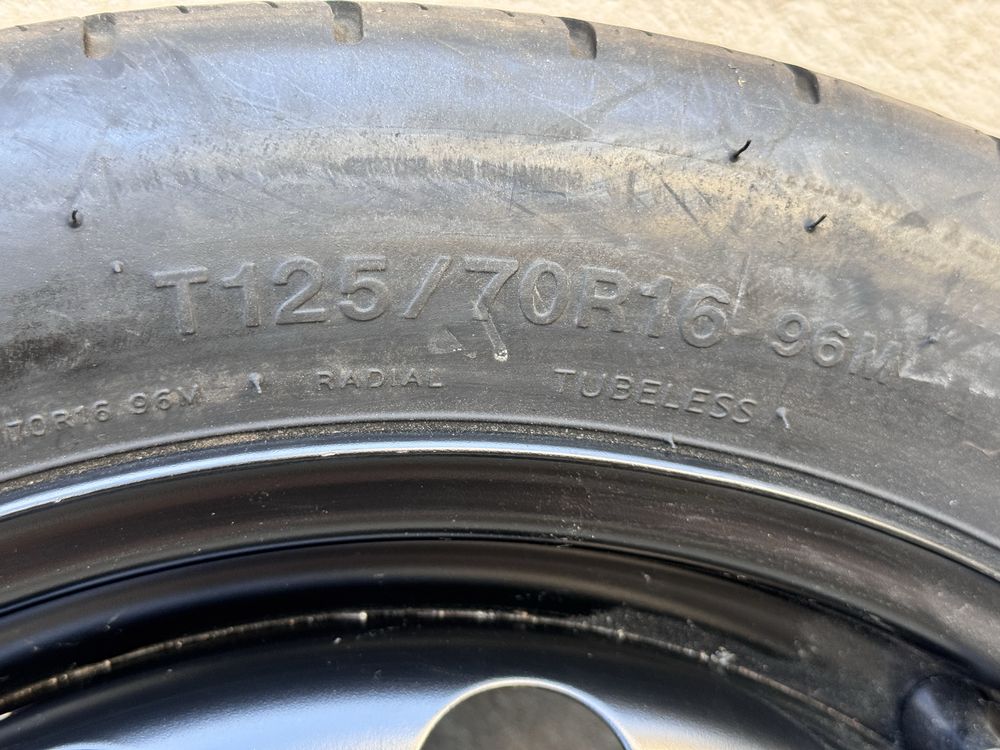 T125/70R16 96M
70R16 96M RADIAL TUBELESS